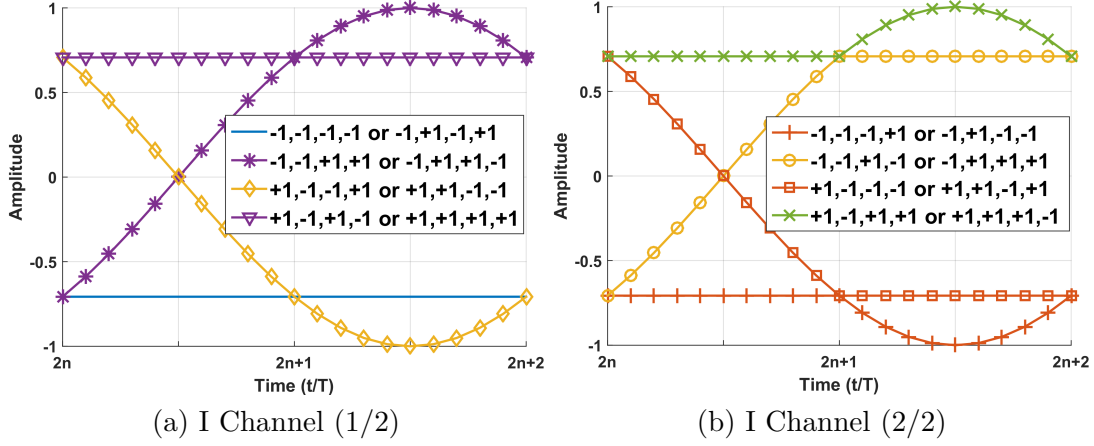 1
0.5
0
-0.5
-1
Amplitude
-1,-1,-1,-1 or -1,+1,-1,+1
-1,-1,+1,+1 or -1,+1,+1,-1
+1,-1,-1,+1 or +1,+1,-1,-1
+1,-1,+1,-1 or +1,+1,+1,+1
2n
2n+1
2n+2
Time (t/T)
(a) I Channel (1/2)
1
0.5
0
-0.5
-1
Amplitude
-1,-1,-1,+1 or -1,+1,-1,-1
-1,-1,+1,-1 or -1,+1,+1,+1
+1,-1,-1,-1 or +1,+1,-1,+1
+1,-1,+1,+1 or +1,+1,+1,-1
2n
2n+1
2n+2
Time (t/T)
(b) I Channel (2/2)